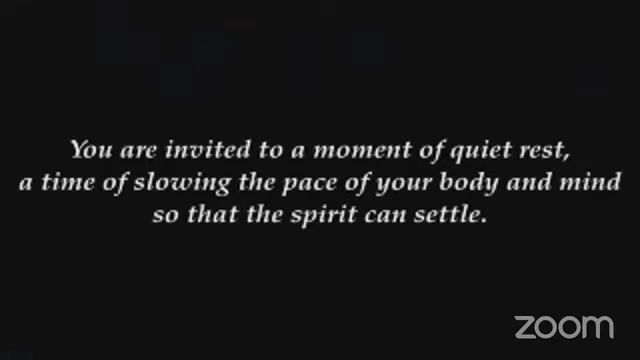 You are invited to a moment of quiet rest,
a time of slowing the pace of your body and mind
so that the spirit can settle.
zoom